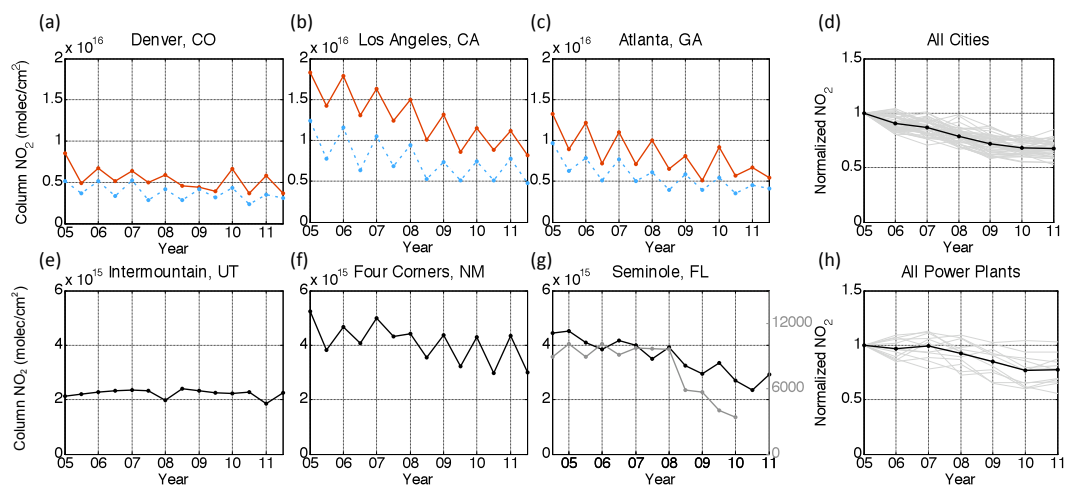 (a)
(b)
(c)
(d)
x 10^16
Denver, CO
x 10^16
Los Angeles, CA
x 10^16
Atlanta, GA
All Cities
Column NO2 (molec/cm²)
2
1.5
1
0.5
0
05 06 07 08 09 10 11
Year
2
1.5
1
0.5
0
05 06 07 08 09 10 11
Year
2
1.5
1
0.5
0
05 06 07 08 09 10 11
Year
Normalized NO2
1.5
1
0.5
0
05 06 07 08 09 10 11
Year
(e)
(f)
(g)
(h)
x 10^15
Intermountain, UT
x 10^15
Four Corners, NM
x 10^15
Seminole, FL
All Power Plants
Column NO2 (molec/cm²)
6
4
2
0
05 06 07 08 09 10 11
Year
6
4
2
0
05 06 07 08 09 10 11
Year
6
4
2
0
12000
6000
0
05 06 07 08 09 10 11
Year
Normalized NO2
1.5
1
0.5
0
05 06 07 08 09 10 11
Year